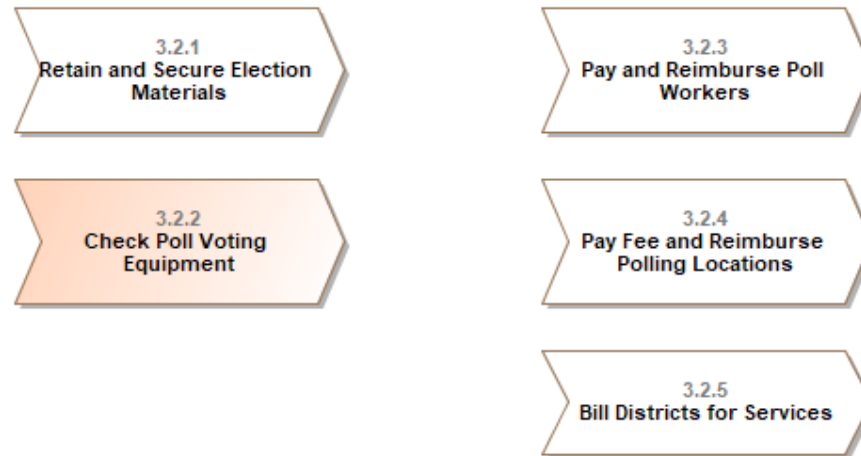 3.2.1
Retain and Secure Election
Materials
3.2.2
Check Poll Voting
Equipment
3.2.3
Pay and Reimburse Poll
Workers
3.2.4
Pay Fee and Reimburse
Polling Locations
3.2.5
Bill Districts for Services